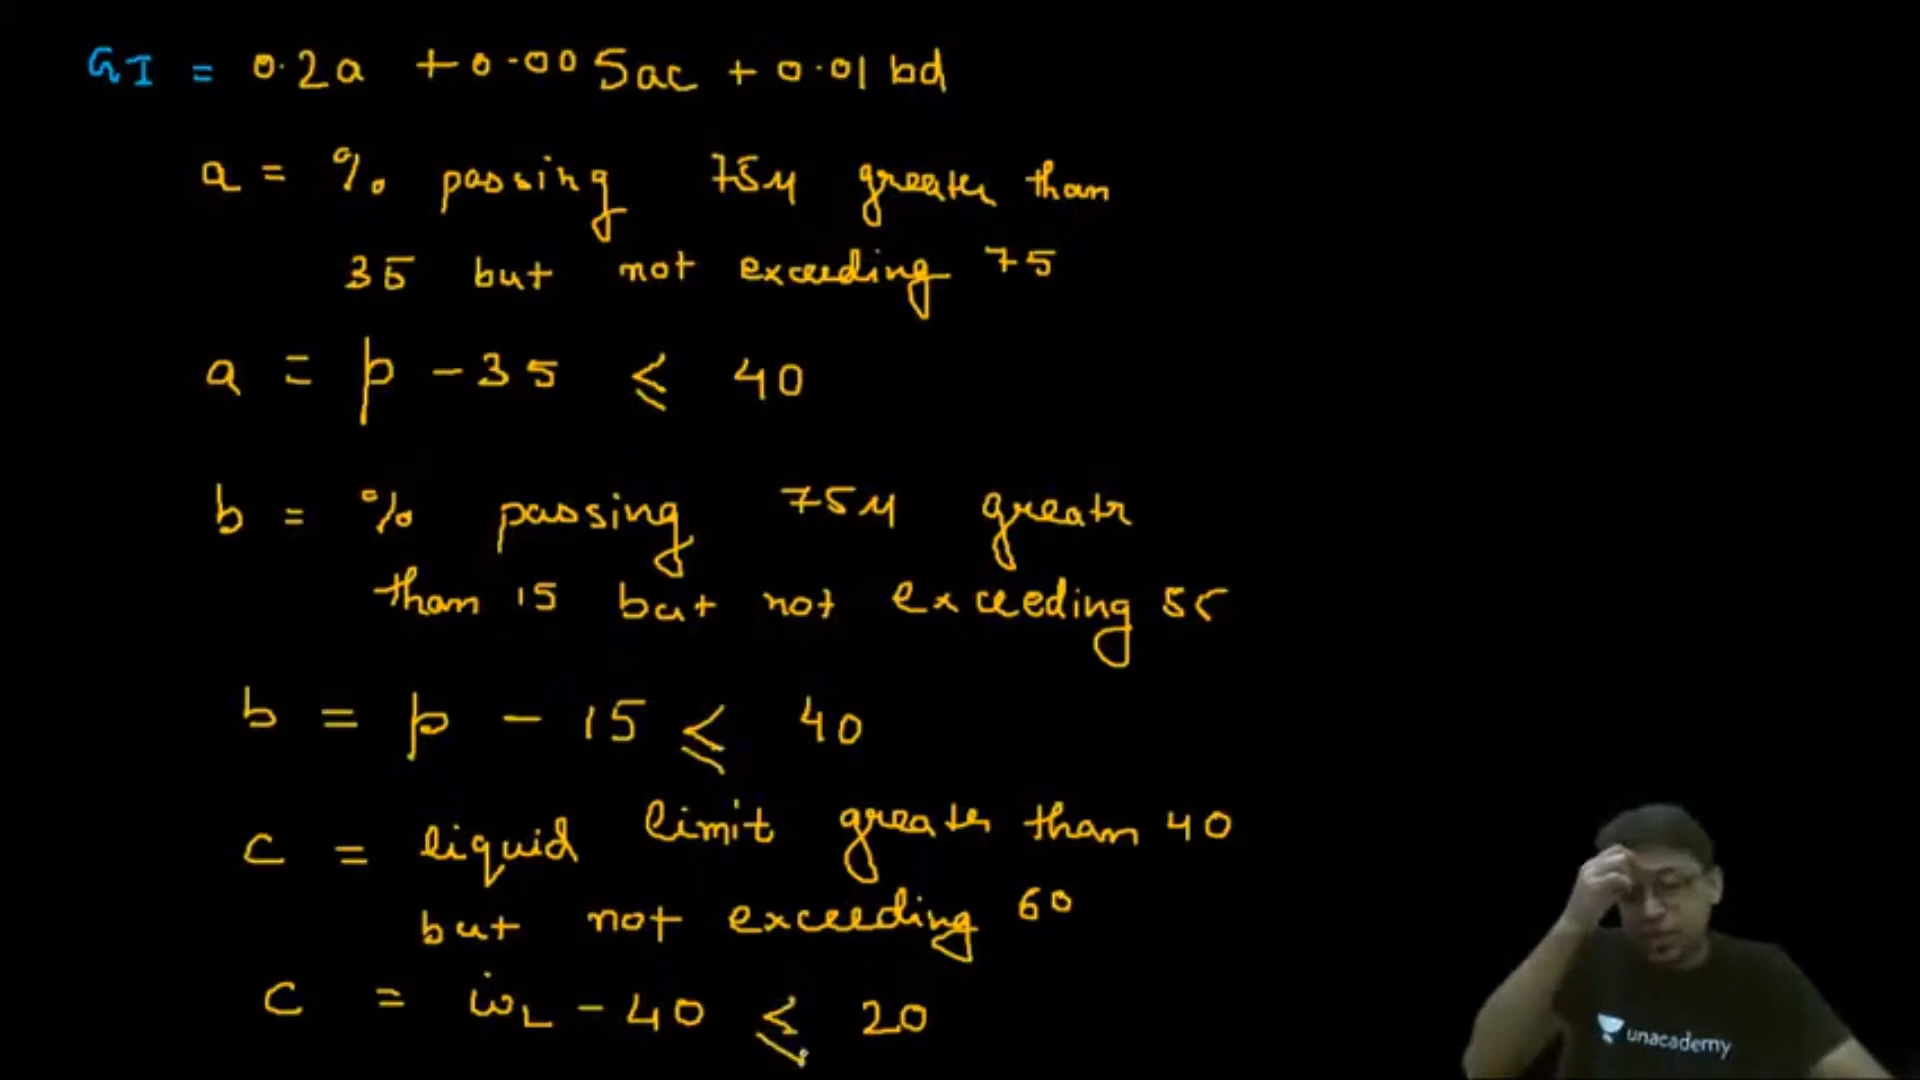 GI = 0.2a + 0.005ac + 0.01bd
a = % passing 75μ greater than
35 but not exceeding 75
a = p - 35 ≤ 40
b = % passing 75μ greatr
than 15 but not exceeding 55
b = p - 15 ≤ 40
c = liquid limit greater than 40
but not exceeding 60
c = wL - 40 ≤ 20
unacademy